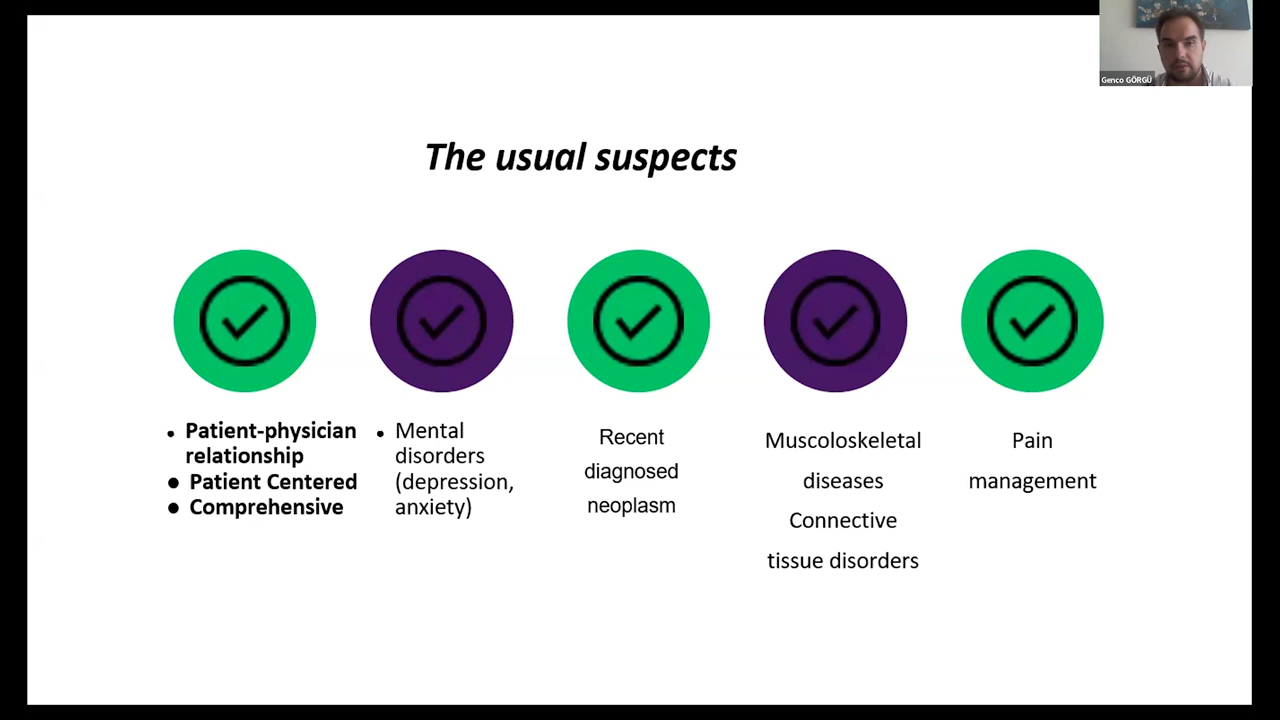 Genco GÖRGÜ
The usual suspects
• Patient-physician
relationship
● Patient Centered
● Comprehensive
• Mental
disorders
(depression,
anxiety)
Recent
diagnosed
neoplasm
Muscoloskeletal
diseases
Connective
tissue disorders
Pain
management